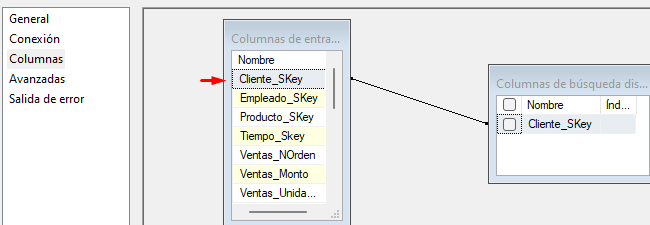 General
Conexión
Columnas
Avanzadas
Salida de error
Columnas de entra...
Nombre
Cliente_SKey
Empleado_SKey
Producto_SKey
Tiempo_Skey
Ventas_NOrden
Ventas_Monto
Ventas_Unida...
Columnas de búsqueda dis...
Nombre Índ...
Cliente_SKey